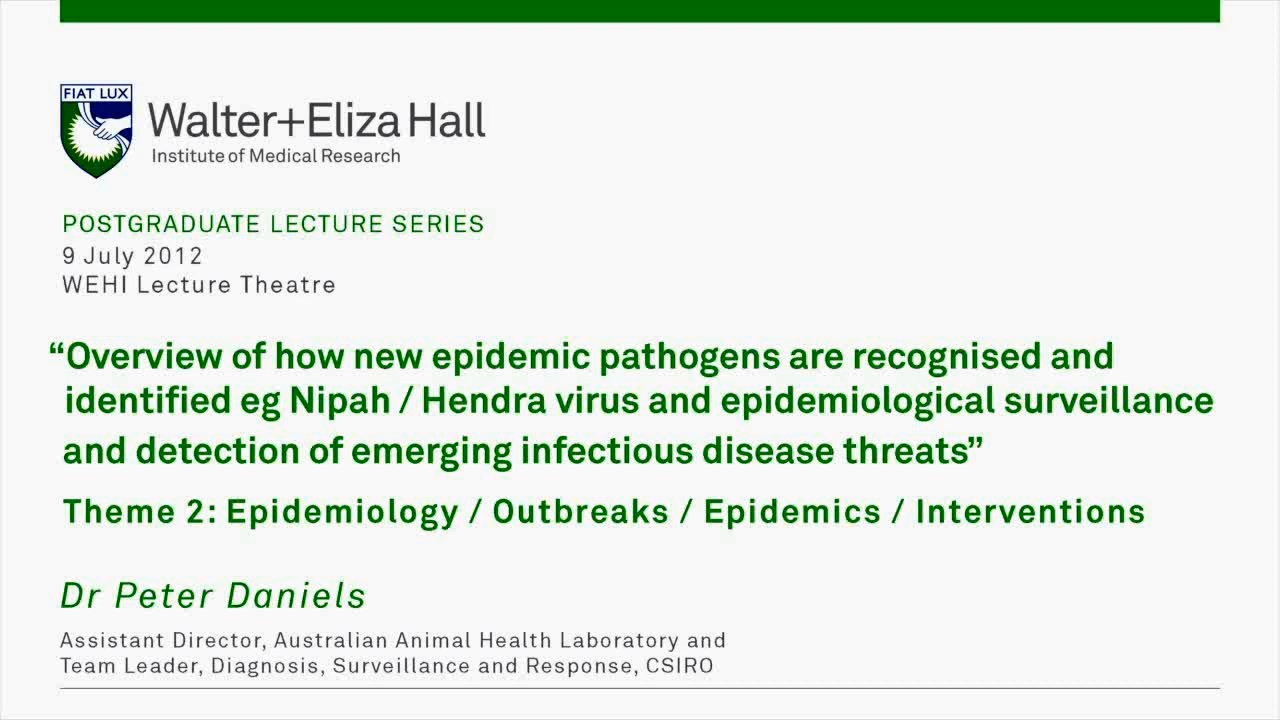 FIAT LUX
Walter+Eliza Hall
Institute of Medical Research
POSTGRADUATE LECTURE SERIES
9 July 2012
WEHI Lecture Theatre
“Overview of how new epidemic pathogens are recognised and
identified eg Nipah / Hendra virus and epidemiological surveillance
and detection of emerging infectious disease threats”
Theme 2: Epidemiology / Outbreaks / Epidemics / Interventions
Dr Peter Daniels
Assistant Director, Australian Animal Health Laboratory and
Team Leader, Diagnosis, Surveillance and Response, CSIRO